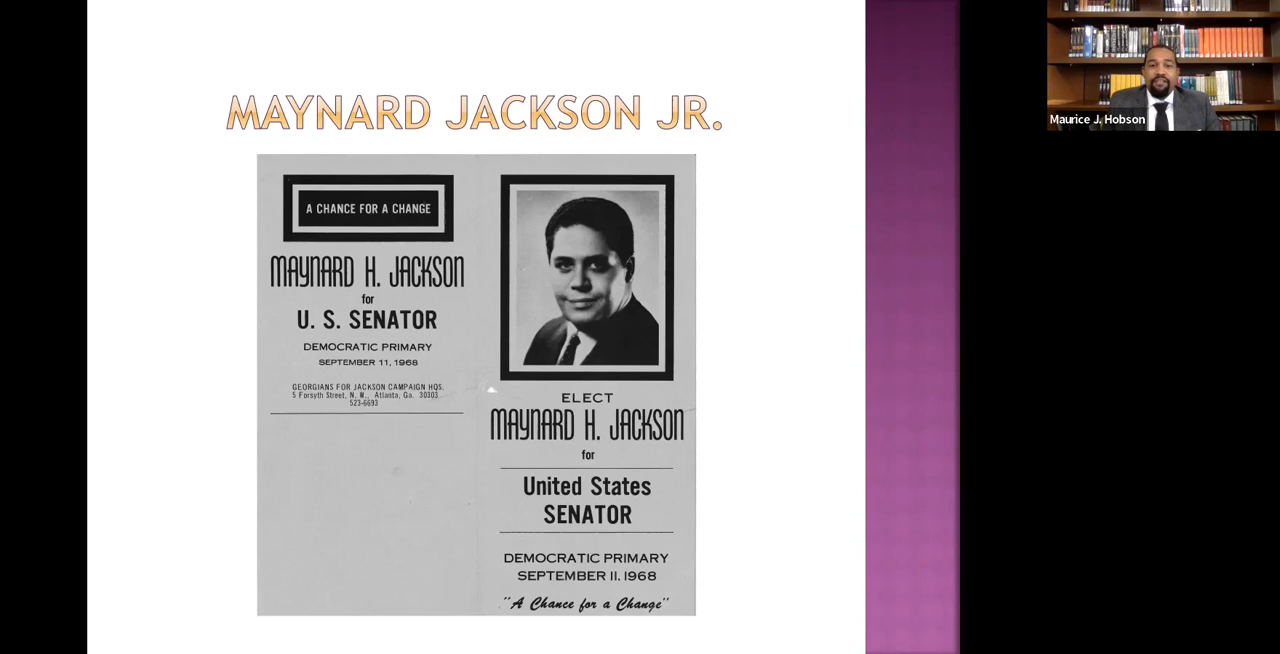 MAYNARD JACKSON JR.
A CHANCE FOR A CHANGE
MAYNARD H. JACKSON
for
U. S. SENATOR
DEMOCRATIC PRIMARY
SEPTEMBER 11, 1968
GEORGIANS FOR JACKSON CAMPAIGN HQS.
5 Forsyth Street, N. W., Atlanta, Ga. 30303
523-6693
ELECT
MAYNARD H. JACKSON
for
United States
SENATOR
DEMOCRATIC PRIMARY
SEPTEMBER 11, 1968
"A Chance for a Change"
Maurice J. Hobson